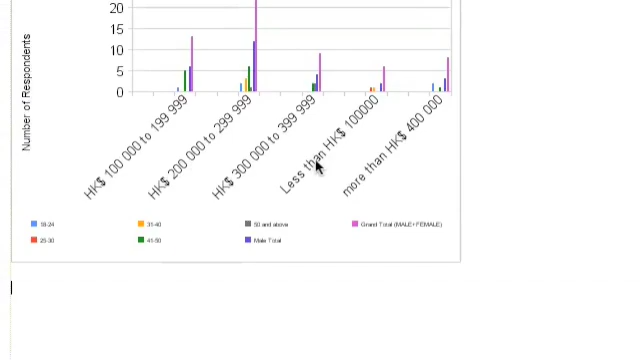 20
15
10
5
0
Number of Respondents
HK$ 100 000 to 199 999
HK$ 200 000 to 299 999
HK$ 300 000 to 399 999
Less than HK$ 100000
more than HK$ 400 000
18-24
31-40
50 and above
Grand Total (MALE+FEMALE)
25-30
41-50
Male Total